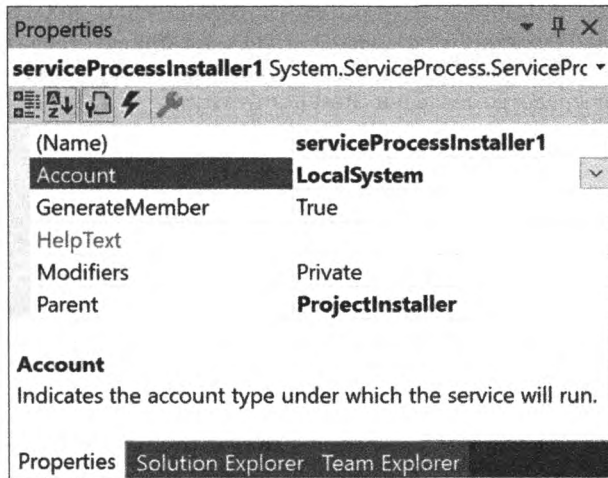 Properties
serviceProcessInstaller1 System.ServiceProcess.ServicePrc
(Name) serviceProcessInstaller1
Account LocalSystem
GenerateMember True
HelpText
Modifiers Private
Parent ProjectInstaller
Account
Indicates the account type under which the service will run.
Properties Solution Explorer Team Explorer